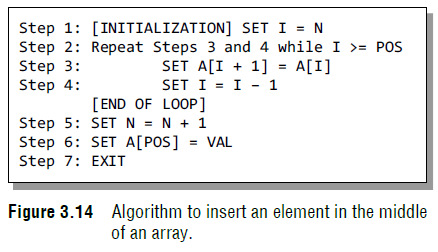 Step 1: [INITIALIZATION] SET I = N
Step 2: Repeat Steps 3 and 4 while I >= POS
Step 3: SET A[I + 1] = A[I]
Step 4: SET I = I - 1
[END OF LOOP]
Step 5: SET N = N + 1
Step 6: SET A[POS] = VAL
Step 7: EXIT
Figure 3.14 Algorithm to insert an element in the middle
of an array.